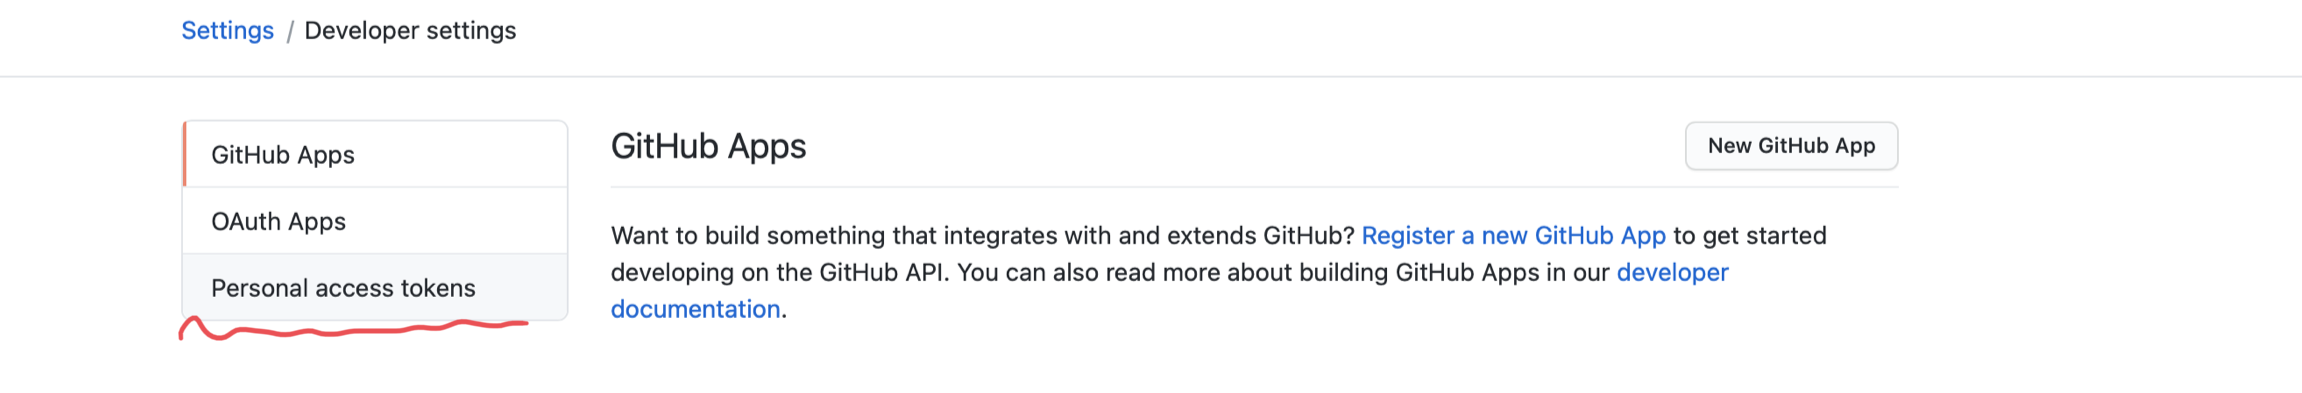 Settings / Developer settings
GitHub Apps
OAuth Apps
Personal access tokens
GitHub Apps
New GitHub App
Want to build something that integrates with and extends GitHub? Register a new GitHub App to get started
developing on the GitHub API. You can also read more about building GitHub Apps in our developer
documentation.